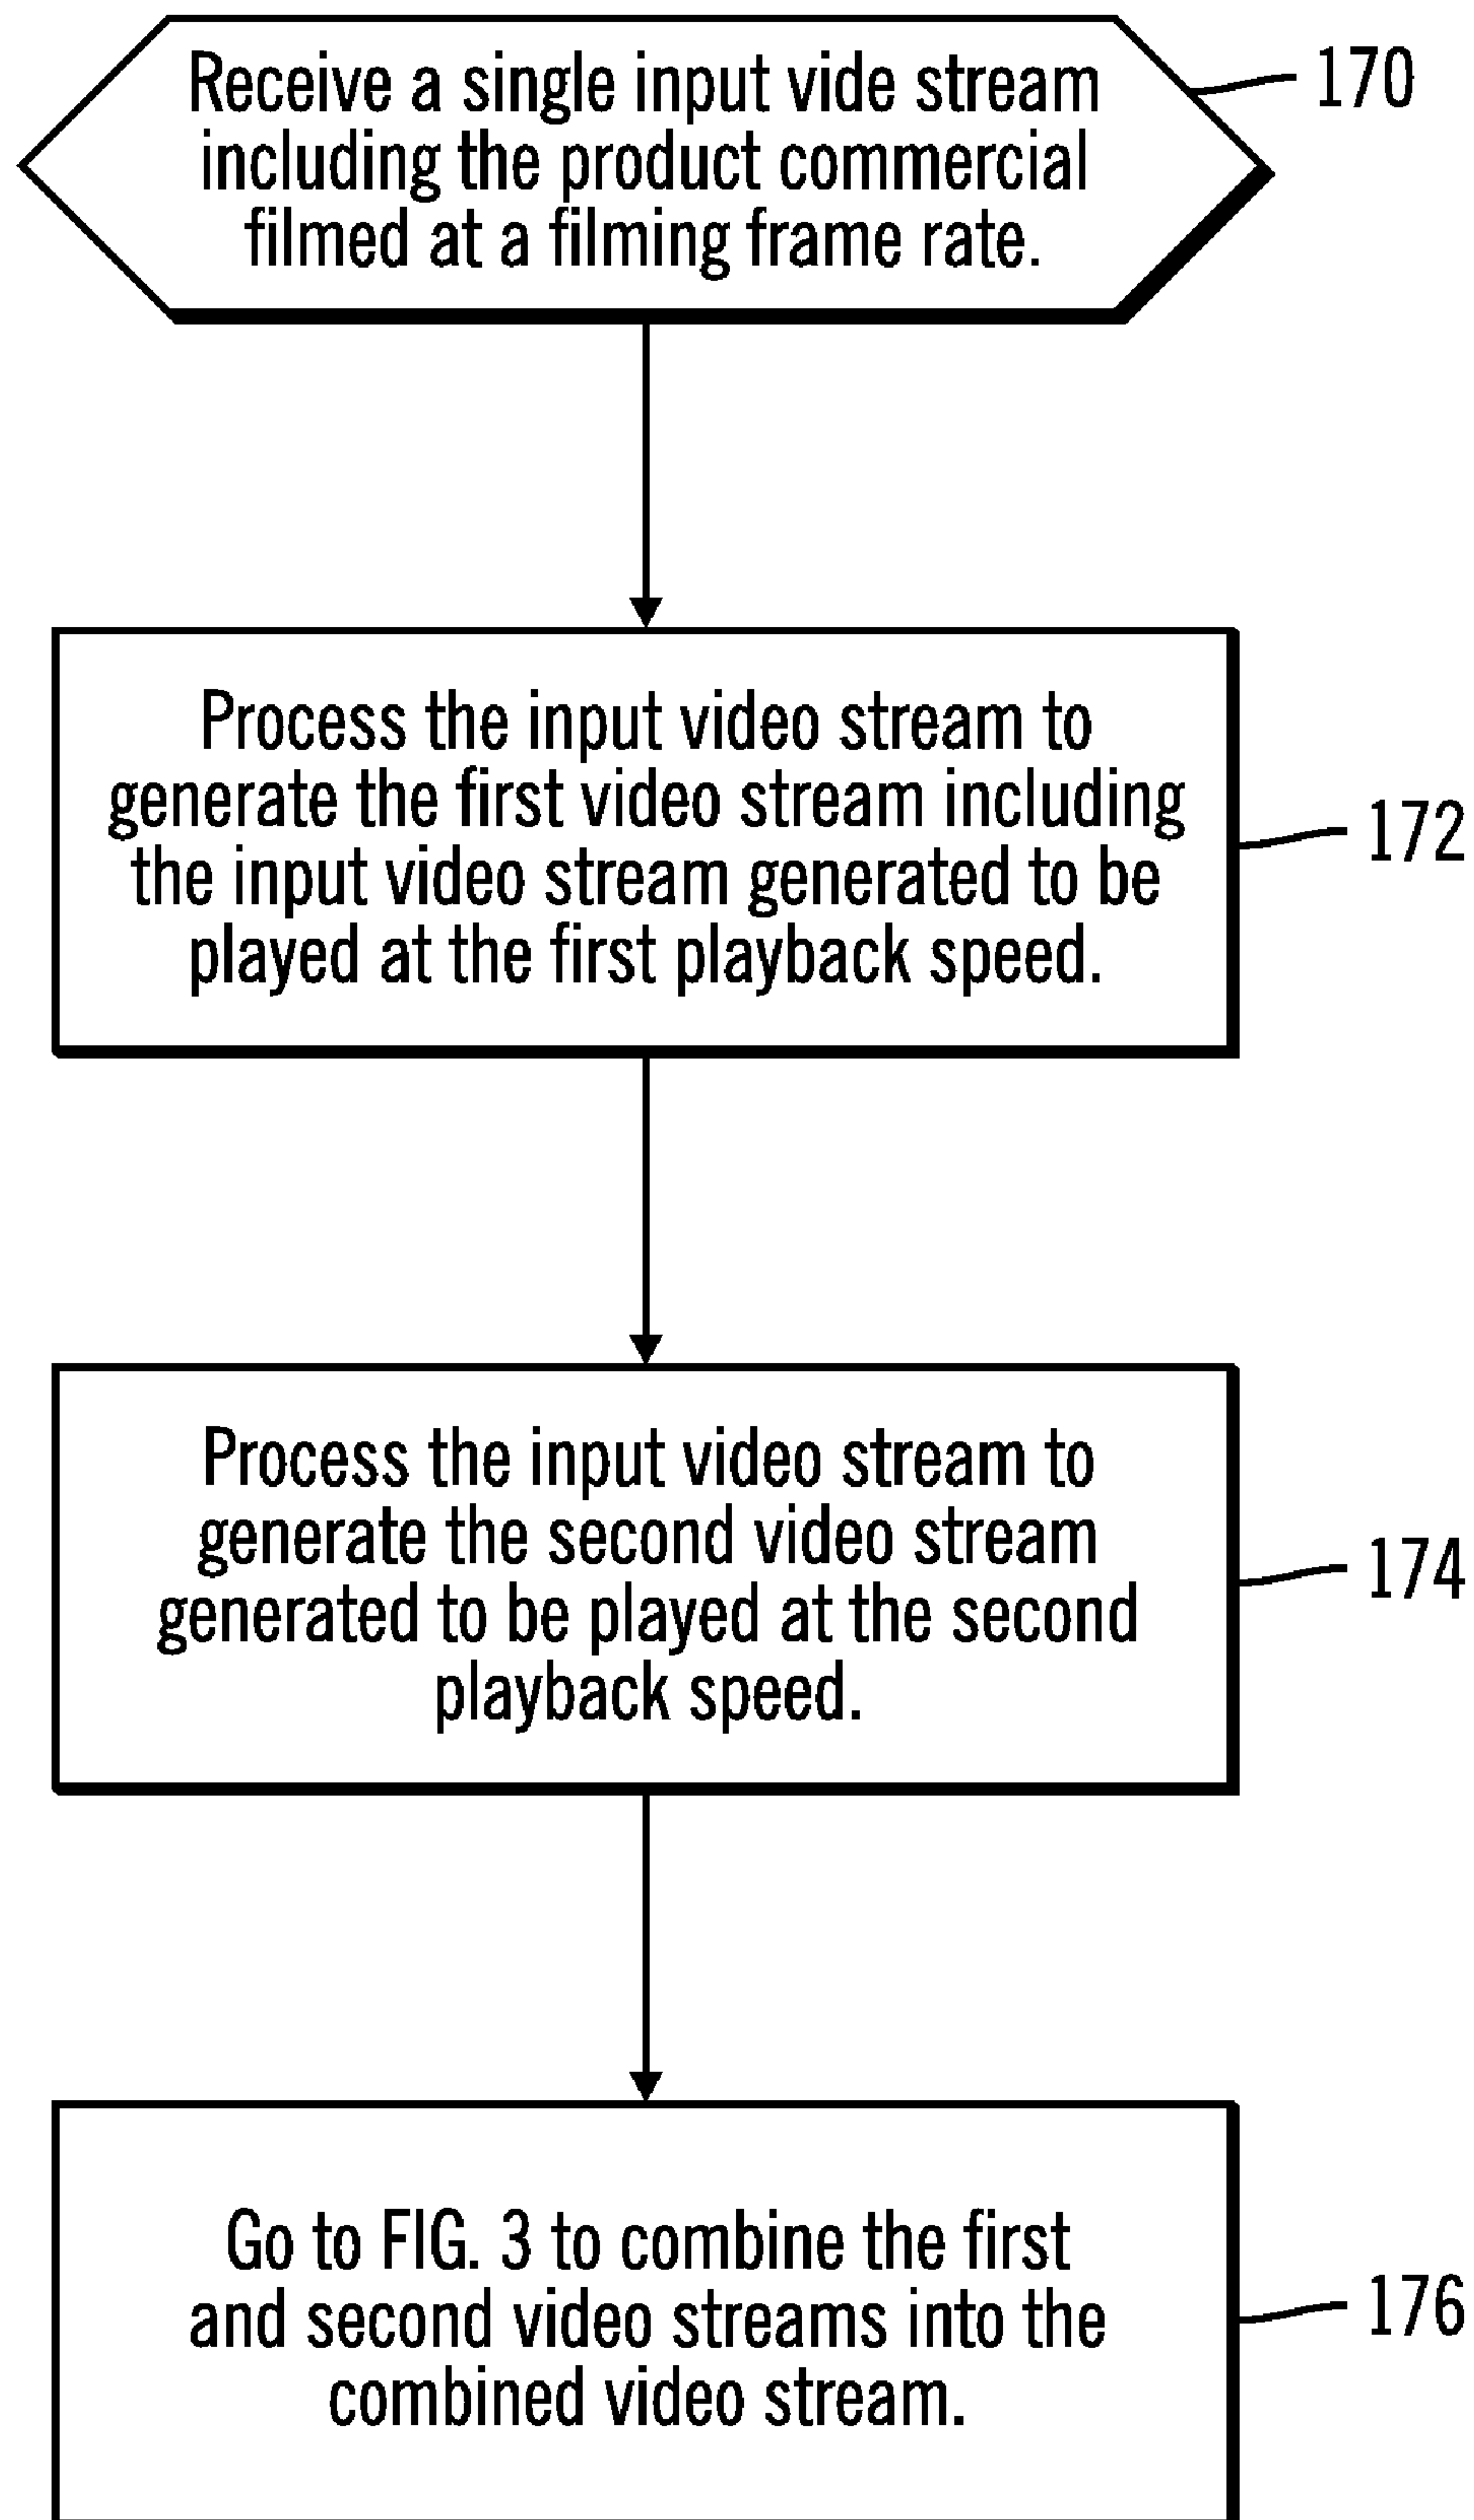 Receive a single input vide stream
including the product commercial
filmed at a filming frame rate.
170
Process the input video stream to
generate the first video stream including
the input video stream generated to be
played at the first playback speed.
172
Process the input video stream to
generate the second video stream
generated to be played at the second
playback speed.
174
Go to FIG. 3 to combine the first
and second video streams into the
combined video stream.
176